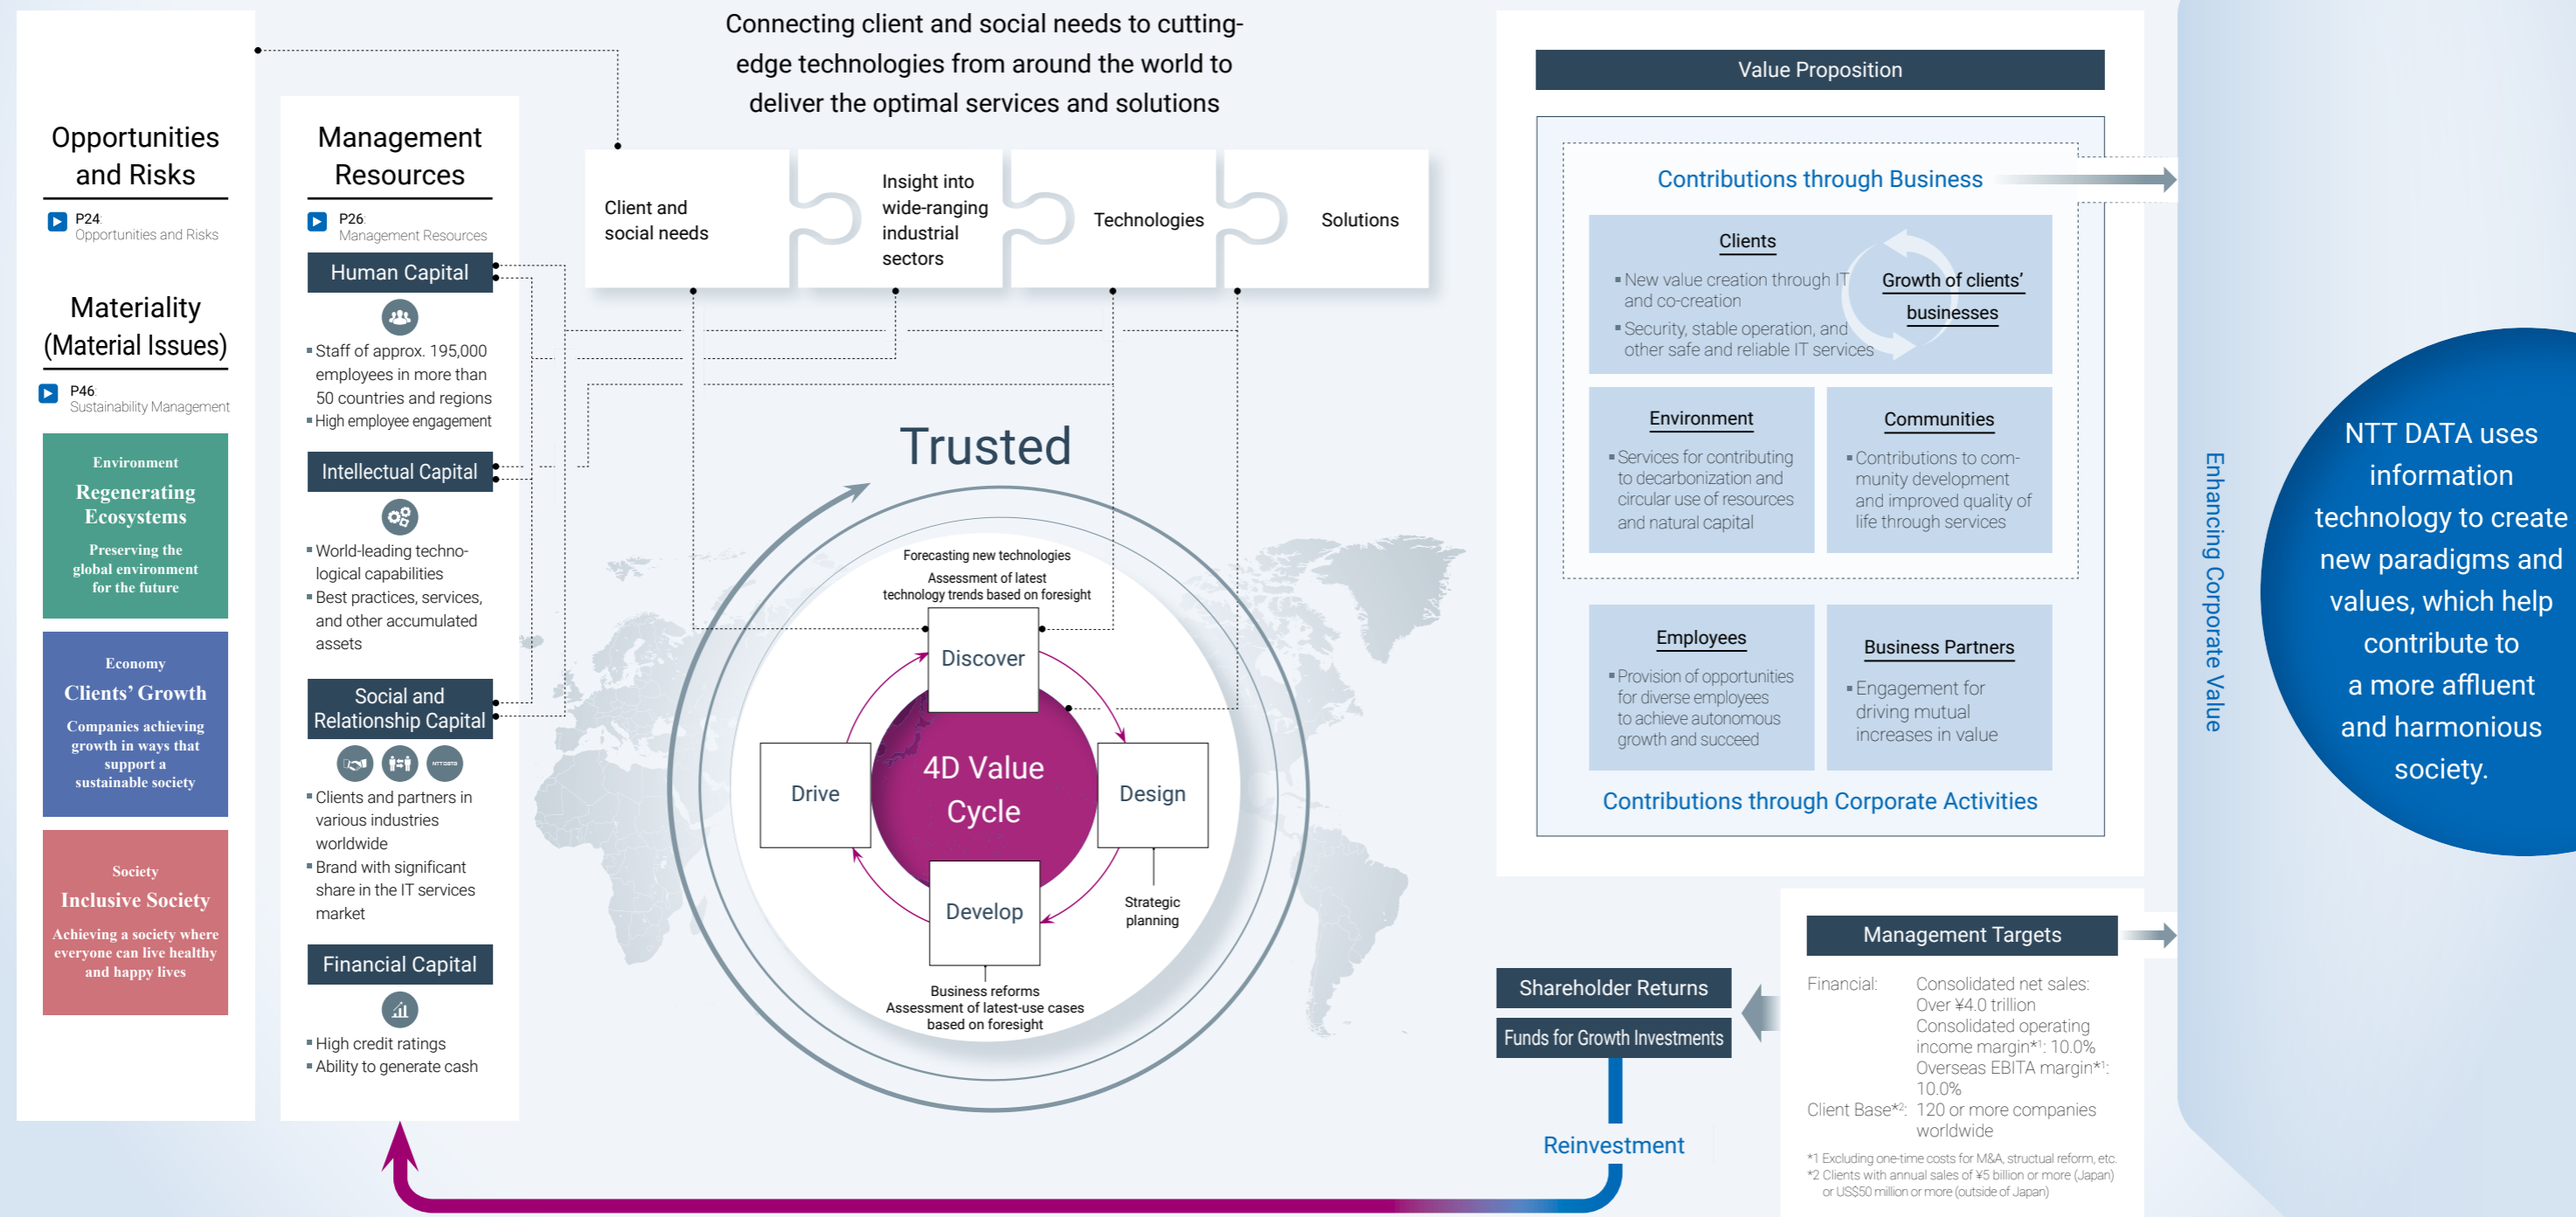 Opportunities
and Risks
P24:
Opportunities and Risks
Materiality
(Material Issues)
P46:
Sustainability Management
Environment
Regenerating
Ecosystems
Preserving the
global environment
for the future
Economy
Clients’ Growth
Companies achieving
growth in ways that
support a
sustainable society
Society
Inclusive Society
Achieving a society where
everyone can live healthy
and happy lives
Management
Resources
P26:
Management Resources
Human Capital
▪ Staff of approx. 195,000
employees in more than
50 countries and regions
▪ High employee engagement
Intellectual Capital
▪ World-leading techno-
logical capabilities
▪ Best practices, services,
and other accumulated
assets
Social and
Relationship Capital
NTT DATA
▪ Clients and partners in
various industries
worldwide
▪ Brand with significant
share in the IT services
market
Financial Capital
▪ High credit ratings
▪ Ability to generate cash
Connecting client and social needs to cutting-
edge technologies from around the world to
deliver the optimal services and solutions
Client and
social needs
Insight into
wide-ranging
industrial
sectors
Technologies
Solutions
Trusted
Forecasting new technologies
Assessment of latest
technology trends based on foresight
Discover
Drive
4D Value
Cycle
Design
Develop
Strategic
planning
Business reforms
Assessment of latest-use cases
based on foresight
Value Proposition
Contributions through Business
Clients
▪ New value creation through IT
and co-creation
▪ Security, stable operation, and
other safe and reliable IT services
Growth of clients’
businesses
Environment
▪ Services for contributing
to decarbonization and
circular use of resources
and natural capital
Communities
▪ Contributions to com-
munity development
and improved quality of
life through services
Employees
▪ Provision of opportunities
for diverse employees
to achieve autonomous
growth and succeed
Business Partners
▪ Engagement for
driving mutual
increases in value
Contributions through Corporate Activities
Shareholder Returns
Funds for Growth Investments
Reinvestment
Management Targets
Financial: Consolidated net sales:
Over ¥4.0 trillion
Consolidated operating
income margin*1: 10.0%
Overseas EBITA margin*1:
10.0%
Client Base*2: 120 or more companies
worldwide
*1 Excluding one-time costs for M&A, structual reform, etc.
*2 Clients with annual sales of ¥5 billion or more (Japan)
or US$50 million or more (outside of Japan)
Enhancing Corporate Value
NTT DATA uses
information
technology to create
new paradigms and
values, which help
contribute to
a more affluent
and harmonious
society.